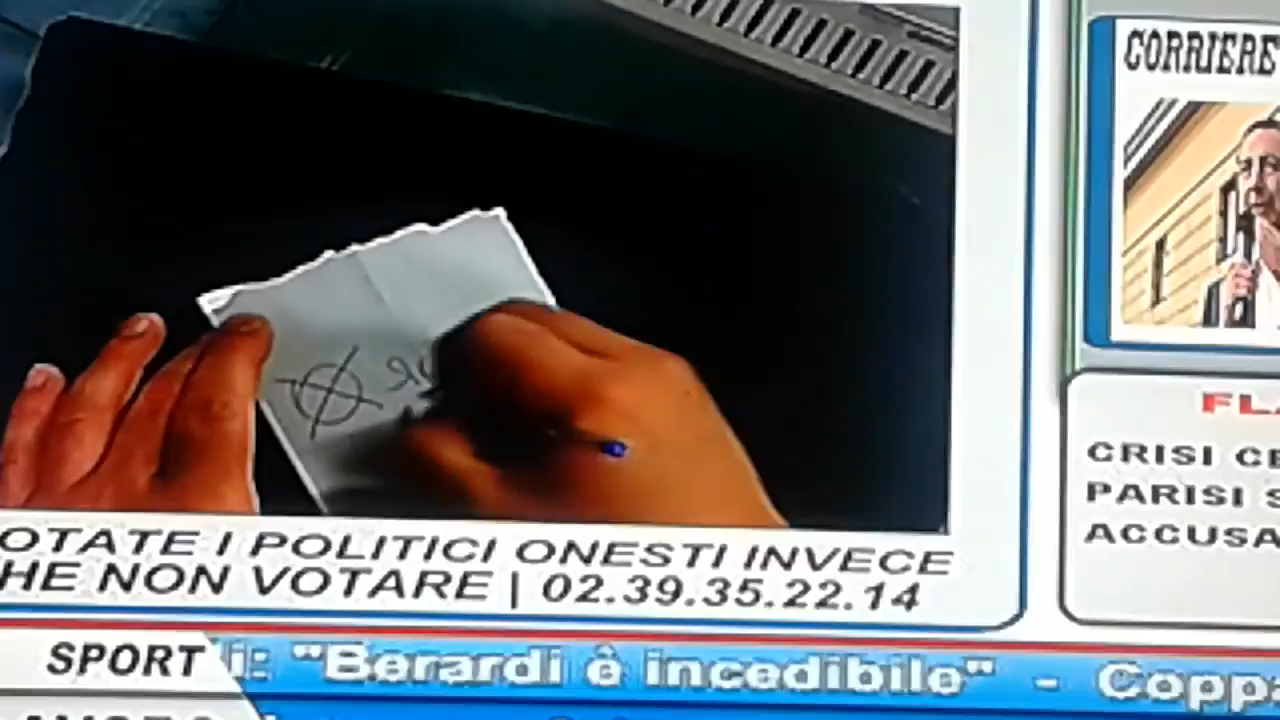 CORRIERE
FLA
CRISI CE
PARISI S
ACCUSA
OTATE I POLITICI ONESTI INVECE
HE NON VOTARE | 02.39.35.22.14
SPORT i: "Berardi è incedibile" - Coppa